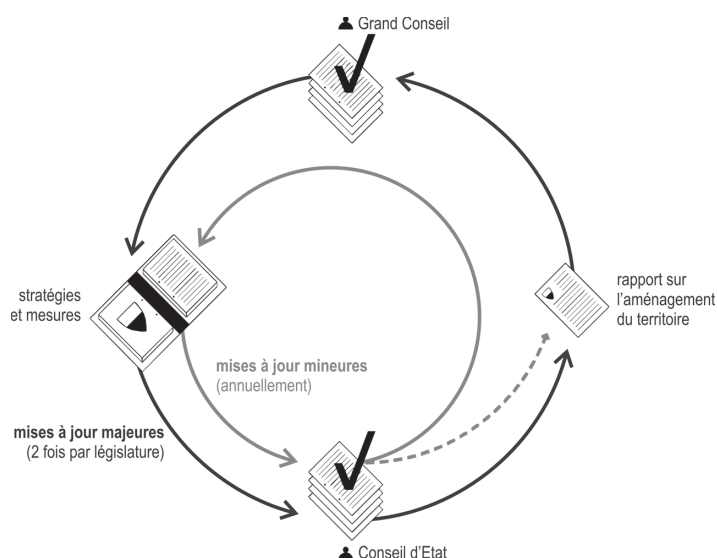 Grand Conseil
stratégies
et mesures
rapport sur
l'aménagement
du territoire
mises à jour mineures
(annuellement)
mises à jour majeures
(2 fois par législature)
Conseil d'Etat